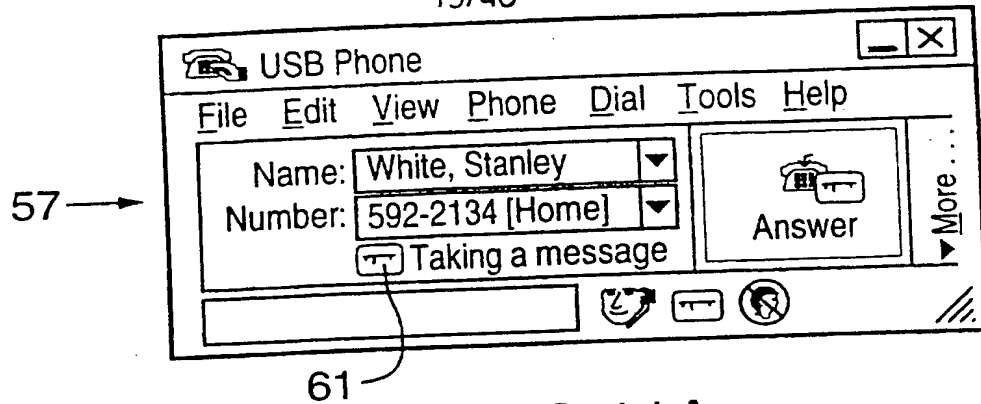 USB Phone
File Edit View Phone Dial Tools Help
Name: White, Stanley
Number: 592-2134 [Home]
Taking a message
Answer
More...
57
61